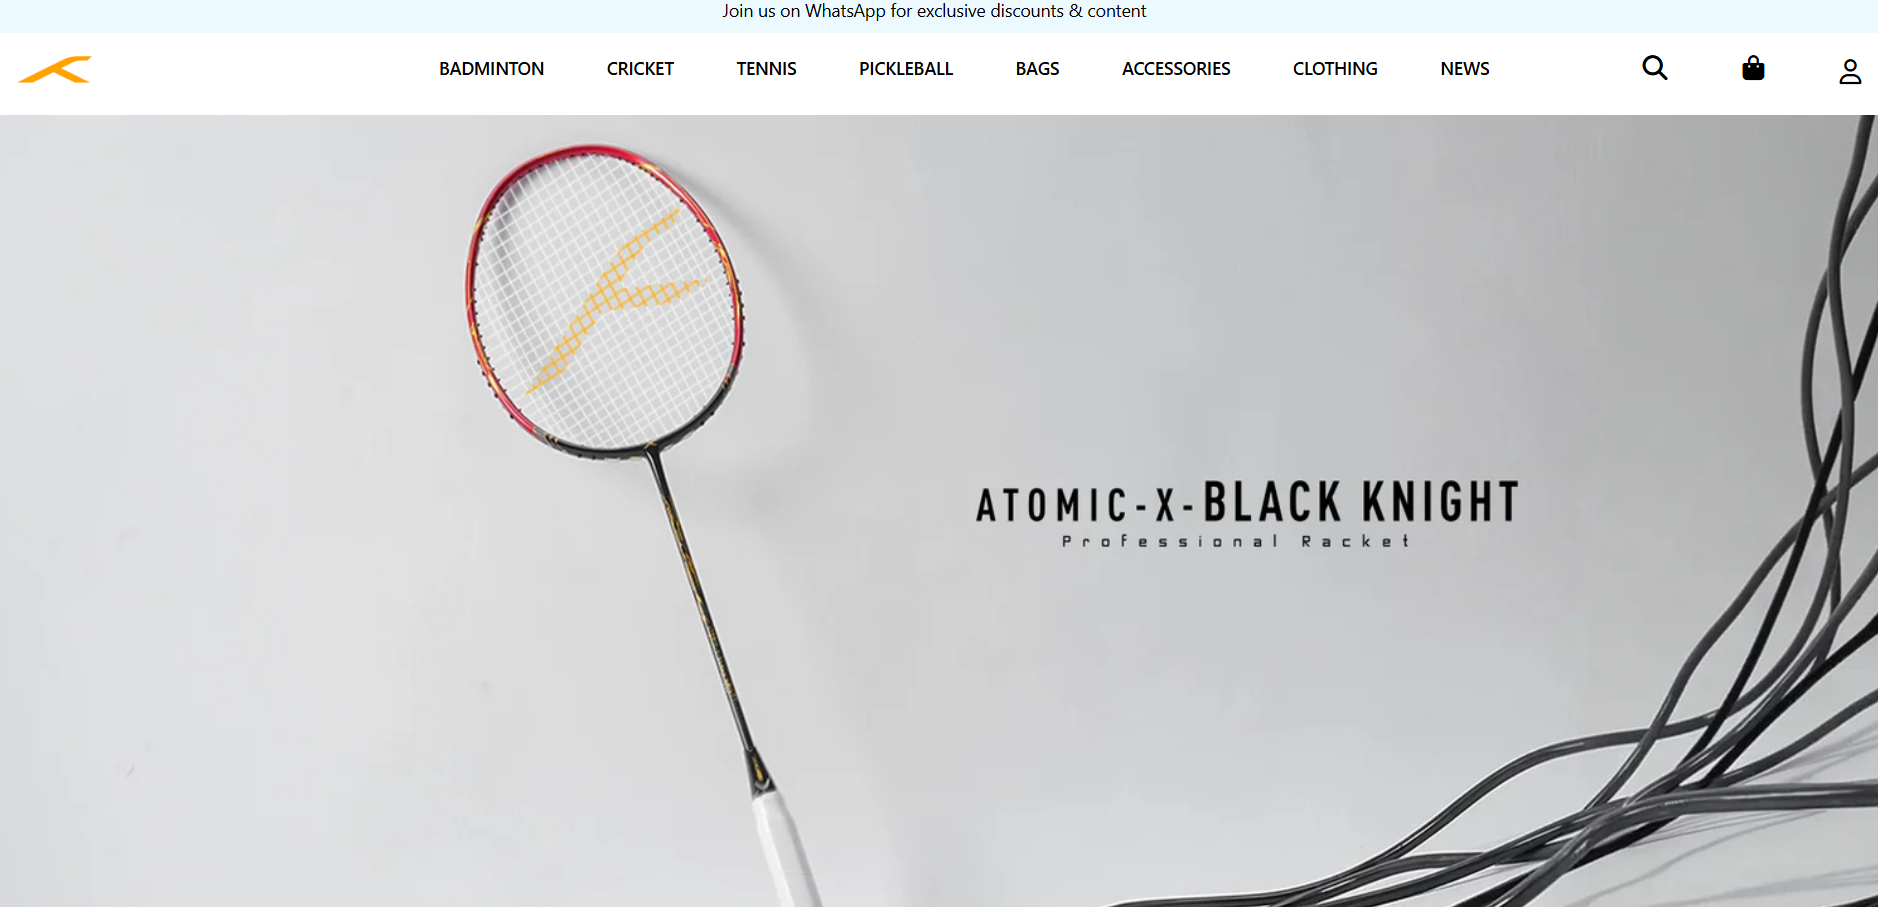 Join us on WhatsApp for exclusive discounts & content
BADMINTON CRICKET TENNIS PICKLEBALL BAGS ACCESSORIES CLOTHING NEWS
ATOMIC-X-BLACK KNIGHT
Professional Racket